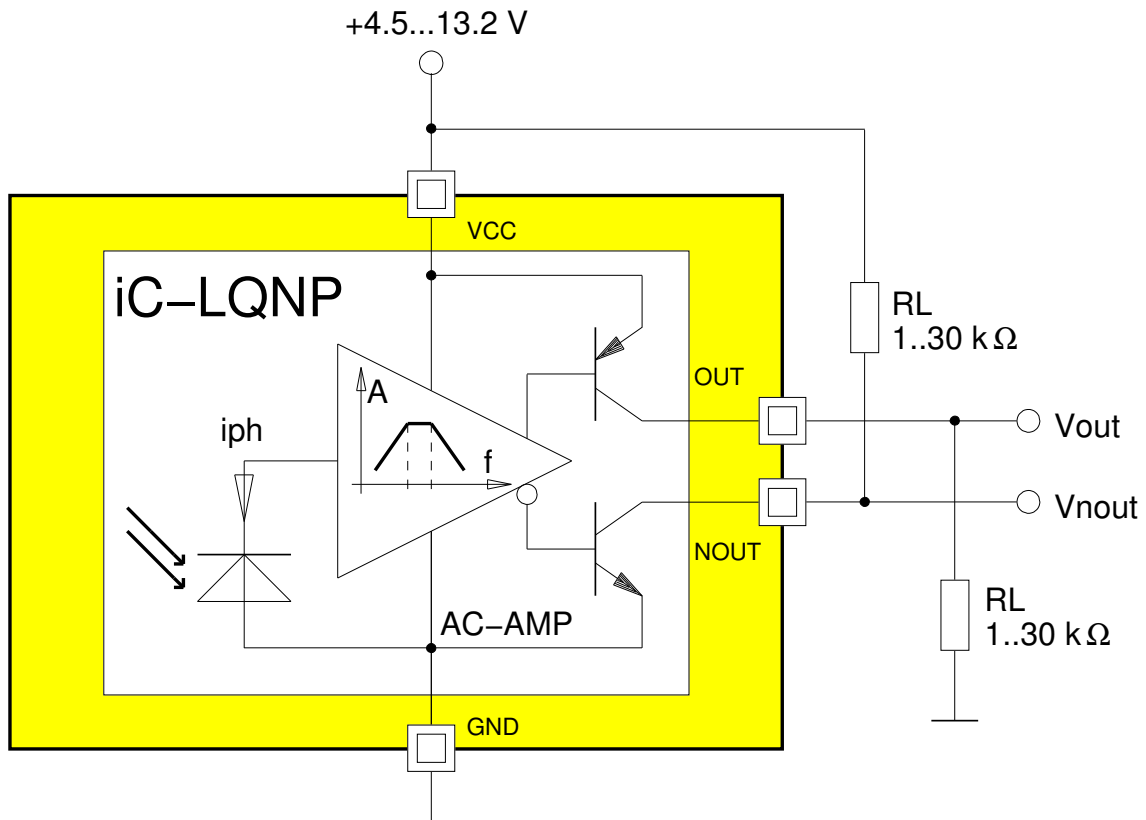 +4.5...13.2 V
VCC
iC–LQNP
RL
1..30 kΩ
OUT
A
iph
f
Vout
Vnout
NOUT
RL
1..30 kΩ
AC–AMP
GND